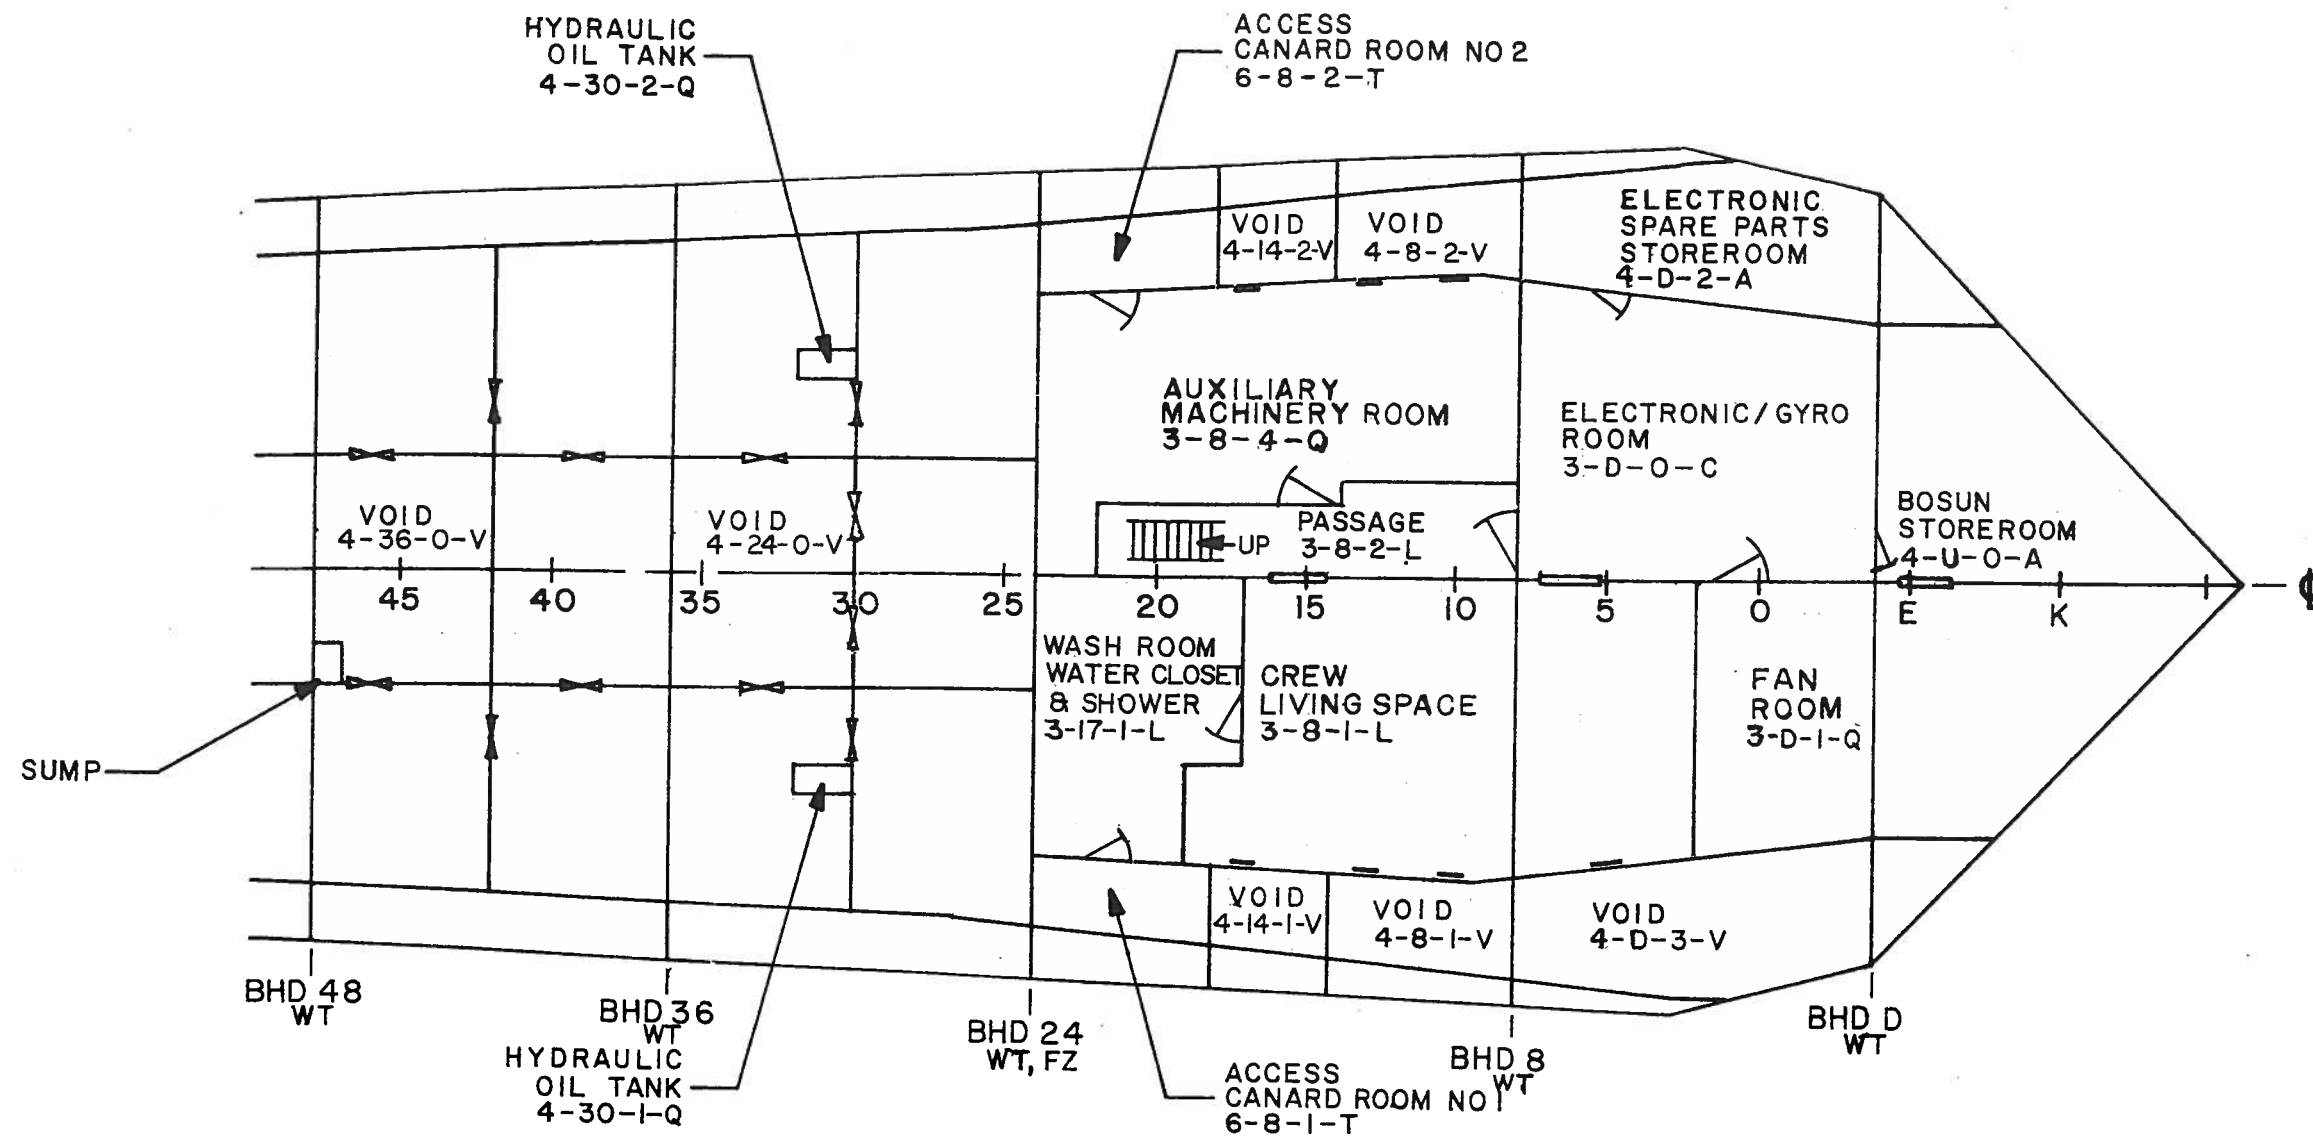 HYDRAULIC
OIL TANK
4-30-2-Q
ACCESS
CANARD ROOM NO 2
6-8-2-T
VOID
4-14-2-V
VOID
4-8-2-V
ELECTRONIC
SPARE PARTS
STOREROOM
4-D-2-A
AUXILIARY
MACHINERY ROOM
3-8-4-Q
ELECTRONIC/GYRO
ROOM
3-D-0-C
VOID
4-36-0-V
VOID
4-24-0-V
UP
PASSAGE
3-8-2-L
BOSUN
STOREROOM
4-U-0-A
45 40 35 30 25 20 15 10 5 0 E K
WASH ROOM
WATER CLOSET
& SHOWER
3-17-1-L
CREW
LIVING SPACE
3-8-1-L
FAN
ROOM
3-D-1-Q
SUMP
VOID
4-14-1-V
VOID
4-8-1-V
VOID
4-D-3-V
BHD 48
WT
BHD 36
WT
BHD 24
WT, FZ
BHD 8
WT
BHD D
WT
HYDRAULIC
OIL TANK
4-30-1-Q
ACCESS
CANARD ROOM NO 1
6-8-1-T